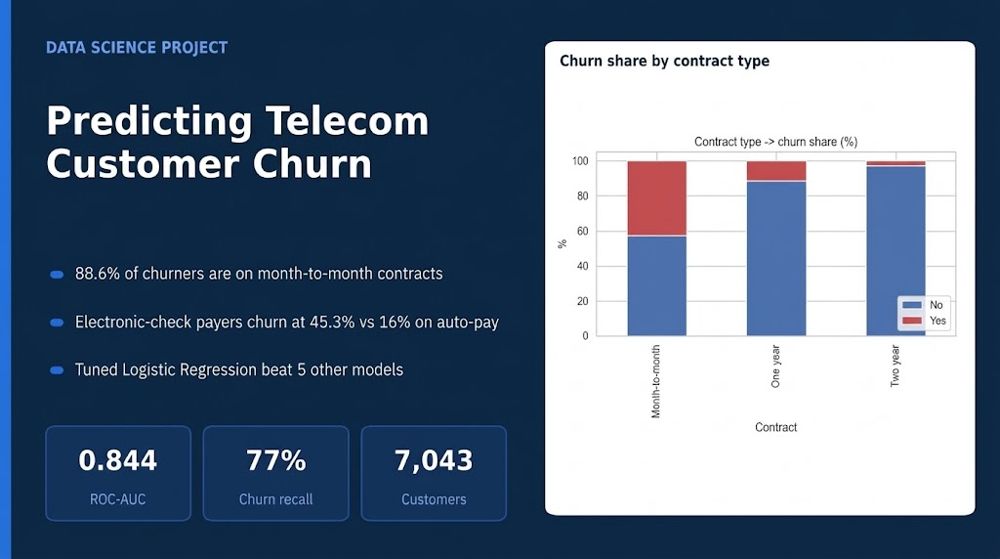 DATA SCIENCE PROJECT
Predicting Telecom
Customer Churn
88.6% of churners are on month-to-month contracts
Electronic-check payers churn at 45.3% vs 16% on auto-pay
Tuned Logistic Regression beat 5 other models
0.844
ROC-AUC
77%
Churn recall
7,043
Customers
Churn share by contract type
Contract type -> churn share (%)
100
80
60
40
20
0
%
No
Yes
Month-to-month
One year
Two year
Contract